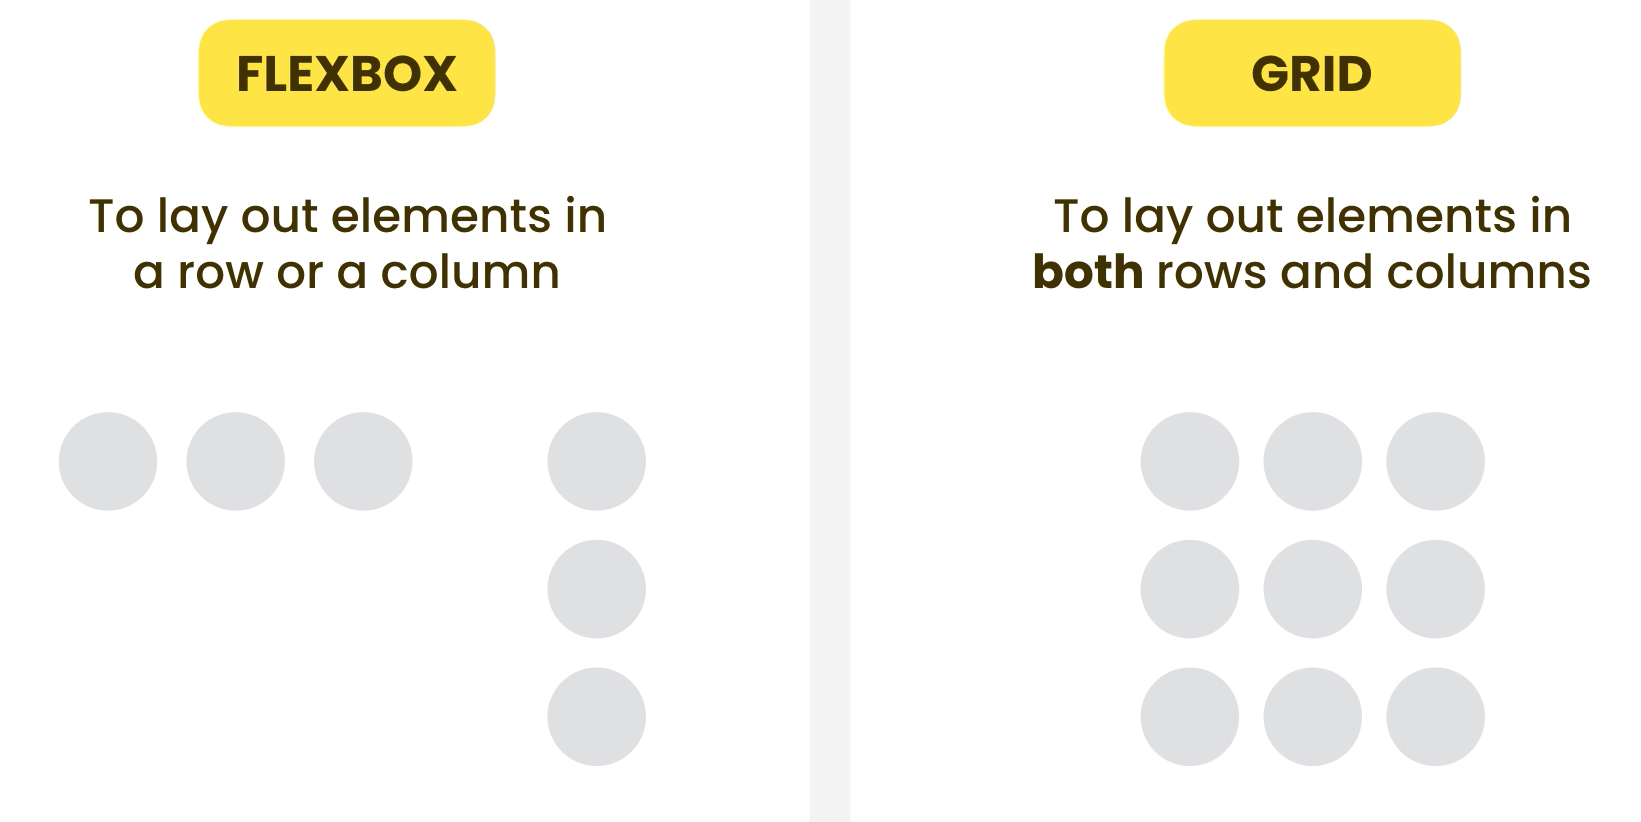 FLEXBOX
To lay out elements in
a row or a column
GRID
To lay out elements in
both rows and columns